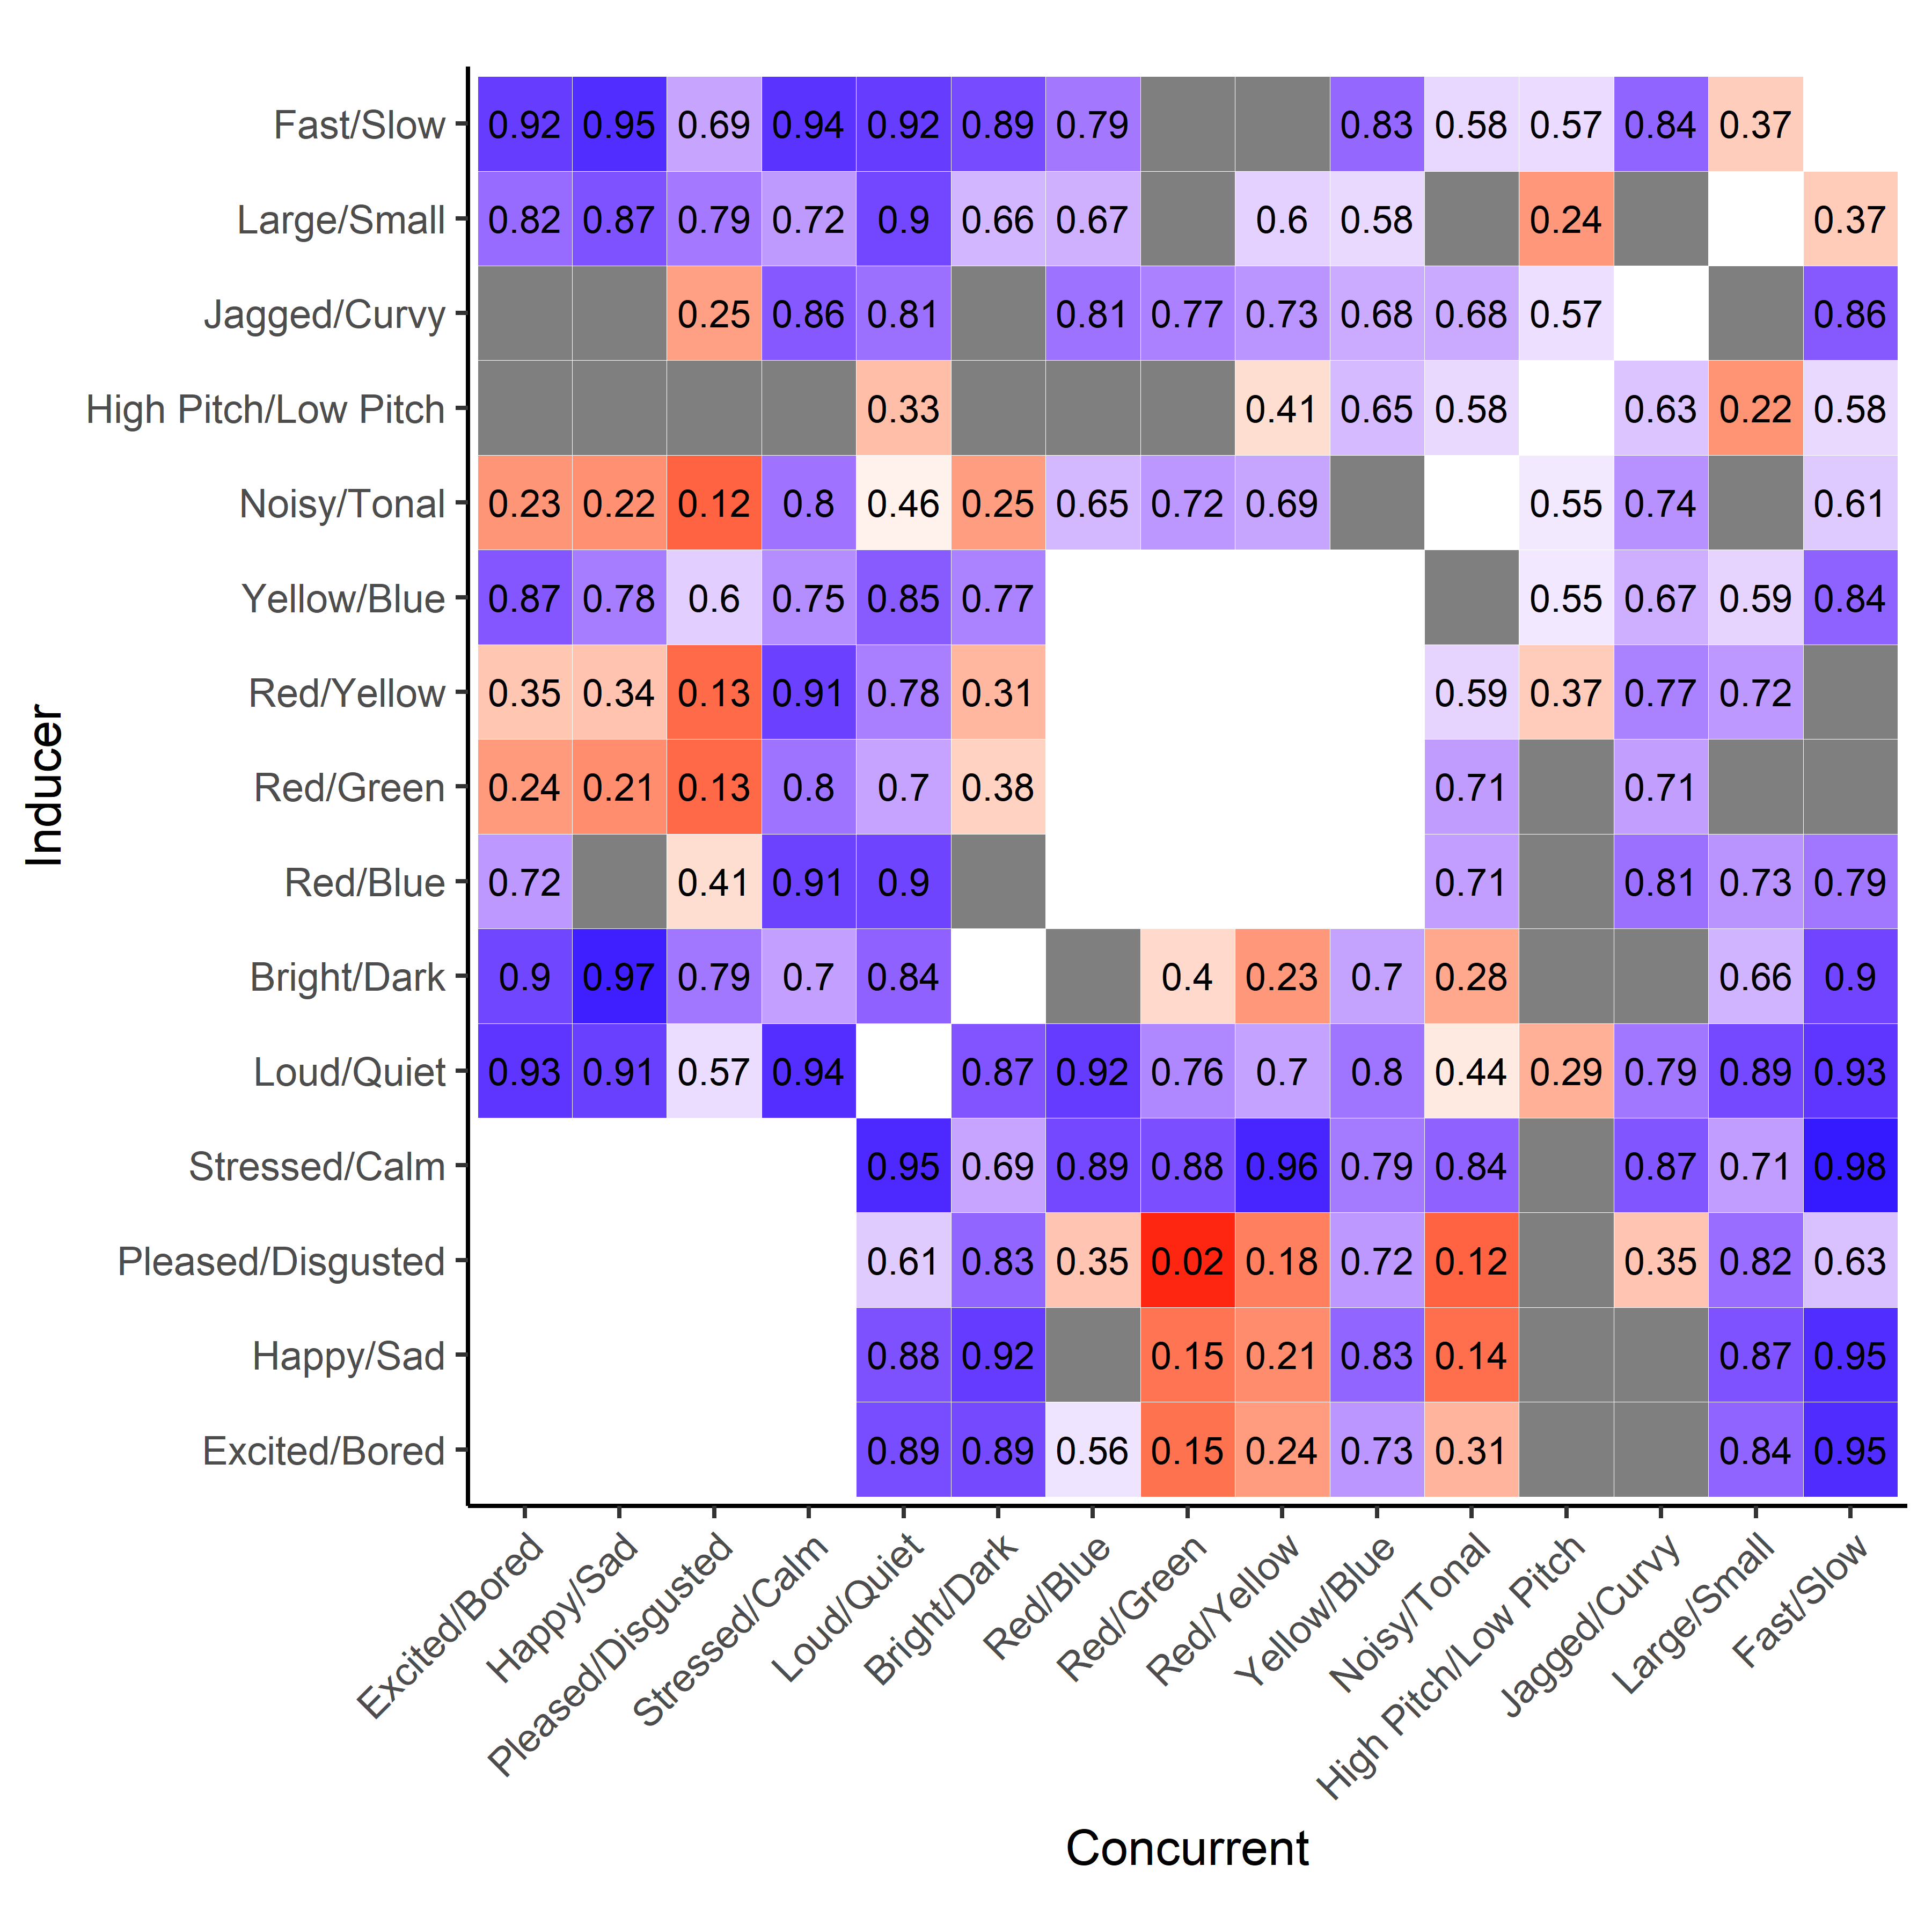 Fast/Slow 0.92 0.95 0.69 0.94 0.92 0.89 0.79 0.83 0.58 0.57 0.84 0.37
Large/Small 0.82 0.87 0.79 0.72 0.9 0.66 0.67 0.6 0.58 0.24 0.37
Jagged/Curvy 0.25 0.86 0.81 0.81 0.77 0.73 0.68 0.68 0.57 0.86
High Pitch/Low Pitch 0.33 0.41 0.65 0.58 0.63 0.22 0.58
Noisy/Tonal 0.23 0.22 0.12 0.8 0.46 0.25 0.65 0.72 0.69 0.55 0.74 0.61
Yellow/Blue 0.87 0.78 0.6 0.75 0.85 0.77 0.55 0.67 0.59 0.84
Red/Yellow 0.35 0.34 0.13 0.91 0.78 0.31 0.59 0.37 0.77 0.72
Red/Green 0.24 0.21 0.13 0.8 0.7 0.38 0.71 0.71
Red/Blue 0.72 0.41 0.91 0.9 0.71 0.81 0.73 0.79
Bright/Dark 0.9 0.97 0.79 0.7 0.84 0.4 0.23 0.7 0.28 0.66 0.9
Loud/Quiet 0.93 0.91 0.57 0.94 0.87 0.92 0.76 0.7 0.8 0.44 0.29 0.79 0.89 0.93
Stressed/Calm 0.95 0.69 0.89 0.88 0.96 0.79 0.84 0.87 0.71 0.98
Pleased/Disgusted 0.61 0.83 0.35 0.02 0.18 0.72 0.12 0.35 0.82 0.63
Happy/Sad 0.88 0.92 0.15 0.21 0.83 0.14 0.87 0.95
Excited/Bored 0.89 0.89 0.56 0.15 0.24 0.73 0.31 0.84 0.95
Inducer
Excited/Bored
Happy/Sad
Pleased/Disgusted
Stressed/Calm
Loud/Quiet
Bright/Dark
Red/Blue
Red/Green
Red/Yellow
Yellow/Blue
Noisy/Tonal
High Pitch/Low Pitch
Jagged/Curvy
Large/Small
Fast/Slow
Concurrent